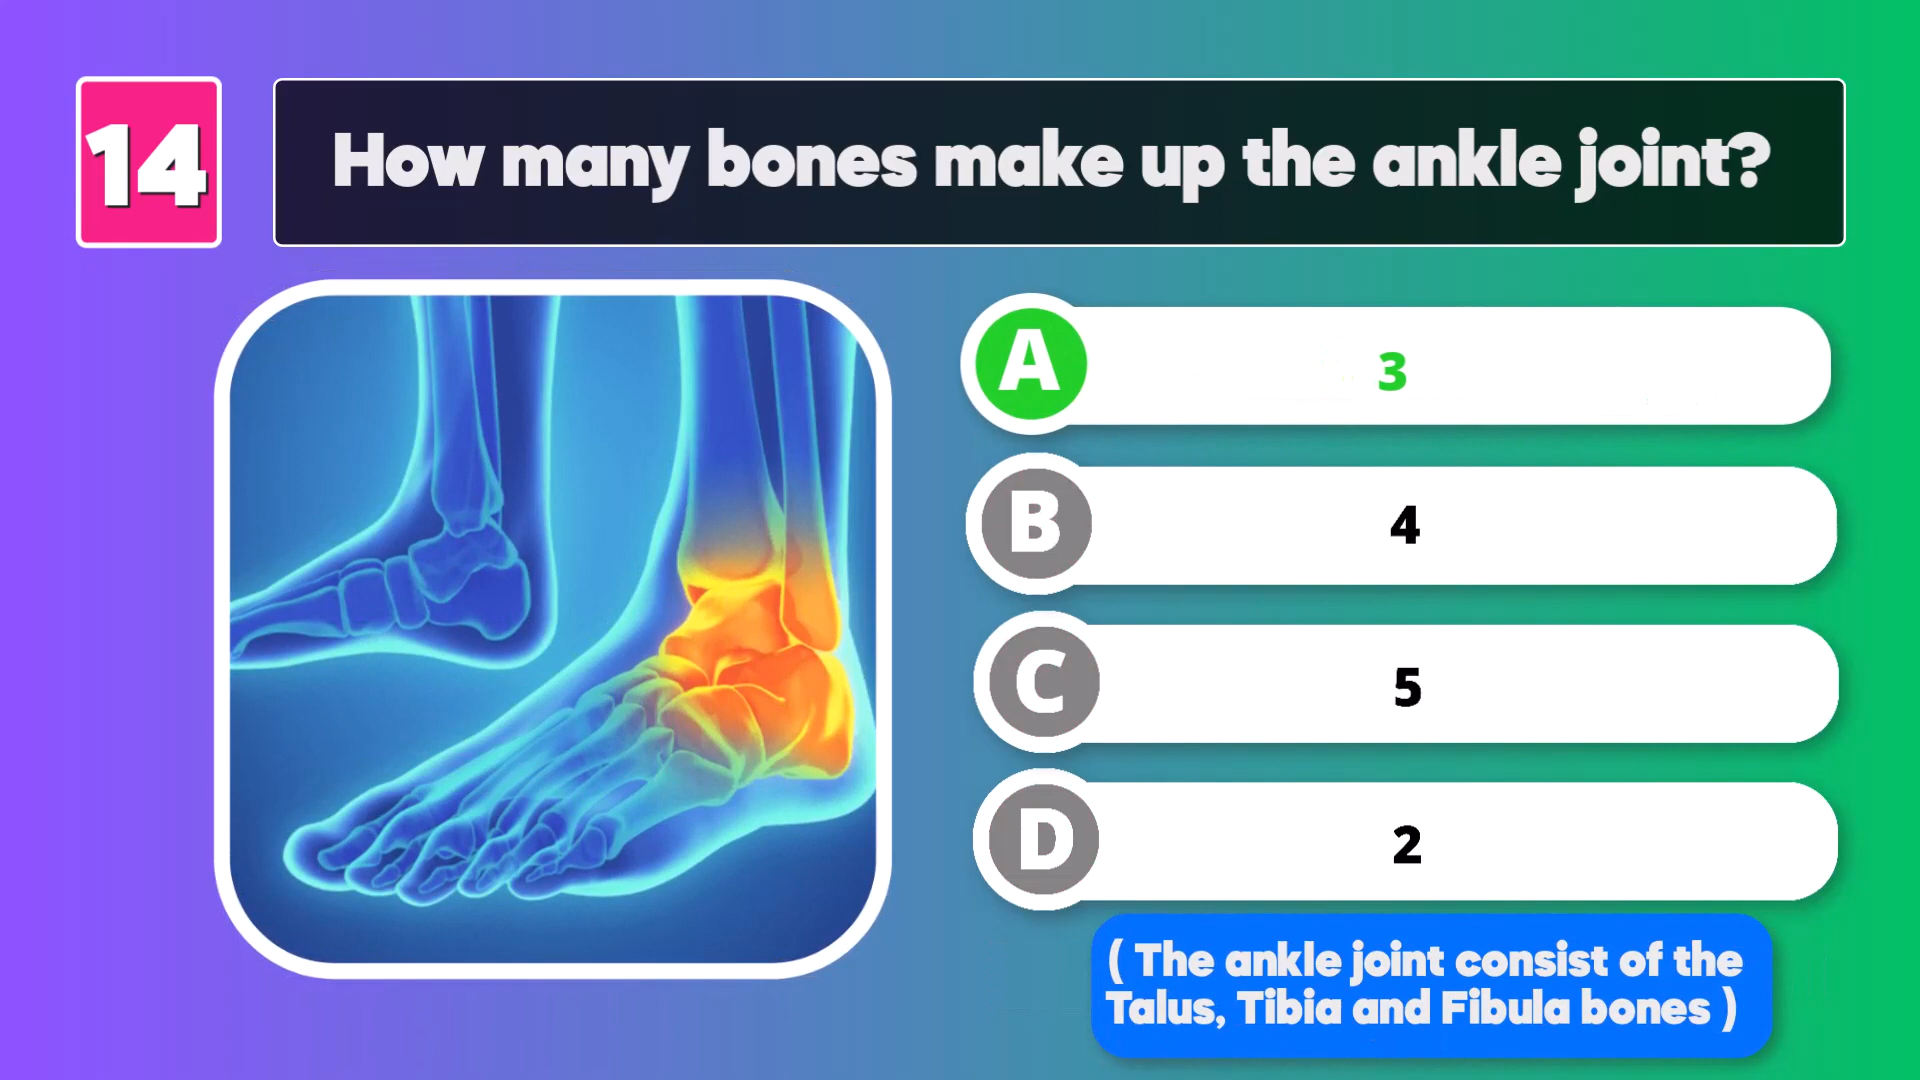 14
How many bones make up the ankle joint?
A
3
B
4
C
5
D
2
( The ankle joint consist of the
Talus, Tibia and Fibula bones )